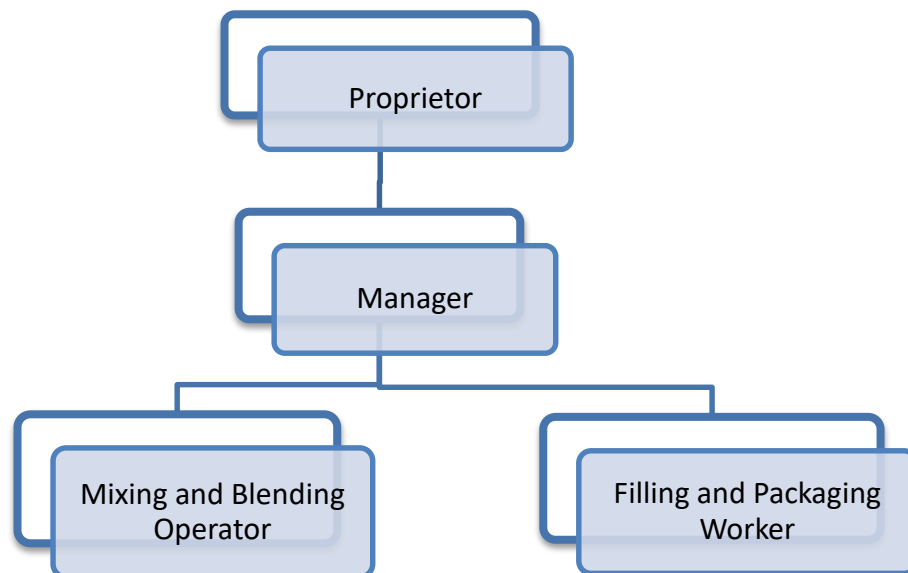 Proprietor
Manager
Mixing and Blending
Operator
Filling and Packaging
Worker